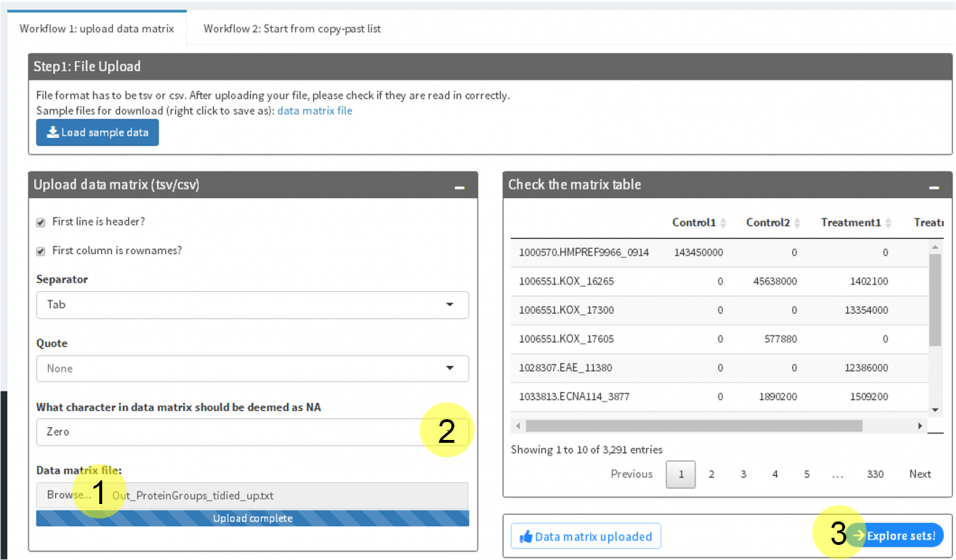 Workflow 1: upload data matrix
Workflow 2: Start from copy-past list
Step1: File Upload
File format has to be tsv or csv. After uploading your file, please check if they are read in correctly.
Sample files for download (right click to save as): data matrix file
Load sample data
Upload data matrix (tsv/csv)
First line is header?
First column is rownames?
Separator
Tab
Quote
None
What character in data matrix should be deemed as NA
Zero
2
Data matrix file:
Browse...
1
Out_ProteinGroups_tidied_up.txt
Upload complete
Check the matrix table
Control1 Control2 Treatment1 Treatr
1000570.HMPREF9966_0914 143450000 0 0
1006551.KOX_16265 0 45638000 1402100
1006551.KOX_17300 0 0 13354000
1006551.KOX_17605 0 577880 0
1028307.EAE_11380 0 0 12386000
1033813.ECNA114_3877 0 1890200 1509200
Showing 1 to 10 of 3,291 entries
Previous 1 2 3 4 5 ... 330 Next
Data matrix uploaded
3
Explore sets!